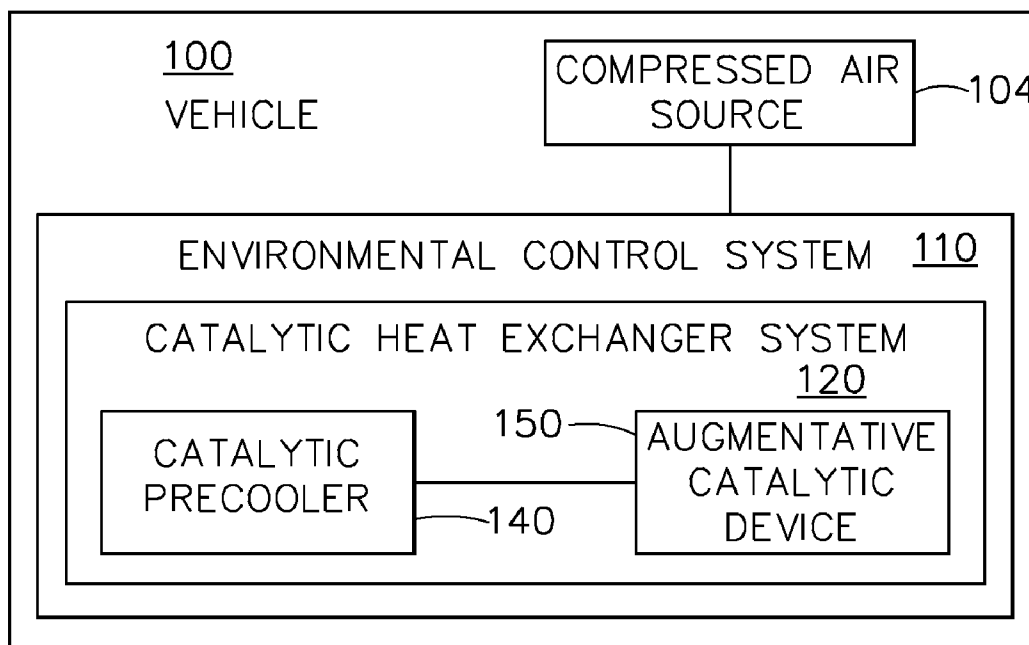 100
VEHICLE
COMPRESSED AIR
SOURCE
104
ENVIRONMENTAL CONTROL SYSTEM 110
CATALYTIC HEAT EXCHANGER SYSTEM
120
CATALYTIC
PRECOOLER
140
150
AUGMENTATIVE
CATALYTIC
DEVICE